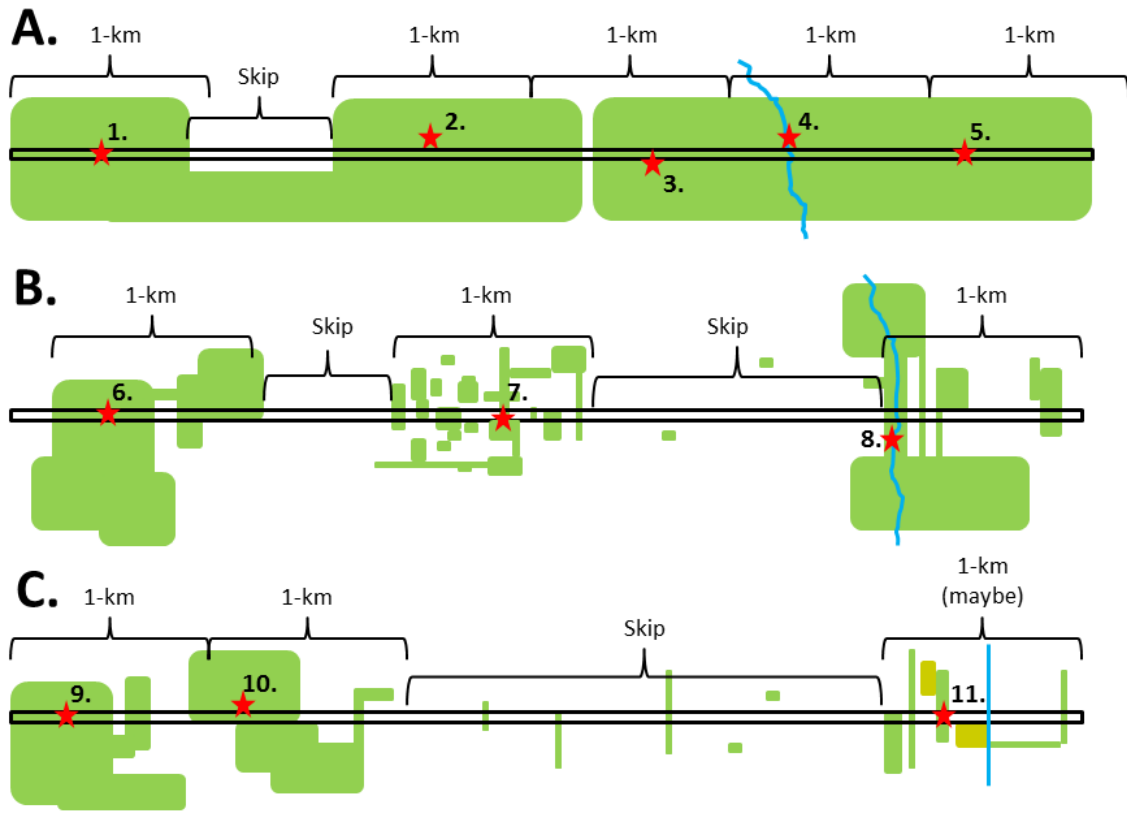 A.
1-km
1-km
1-km
1-km
1-km
Skip
1.
2.
3.
4.
5.
B.
1-km
Skip
1-km
Skip
1-km
6.
7.
8.
C.
1-km
1-km
Skip
1-km
(maybe)
9.
10.
11.